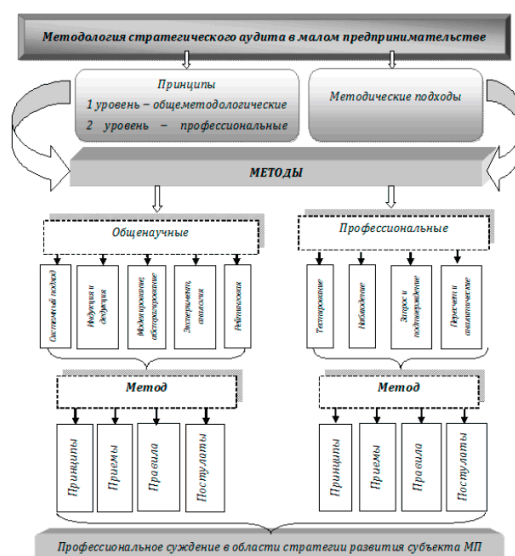 Методология стратегического аудита в малом предпринимательстве
Принципы
1 уровень – общеметодологические
2 уровень – профессиональные
Методические подходы
МЕТОДЫ
Общенаучные
Профессиональные
Системный подход
Индукция и
дедукция
Моделирование,
абстрагирование
Эксперимент,
аналогия
Рейтинговая
Тестирование
Наблюдение
Запрос и
подтверждение
Пересчет и
аналитические
Метод
Метод
Принципы
Приемы
Правила
Постулаты
Принципы
Приемы
Правила
Постулаты
Профессиональное суждение в области стратегии развития субъекта МП